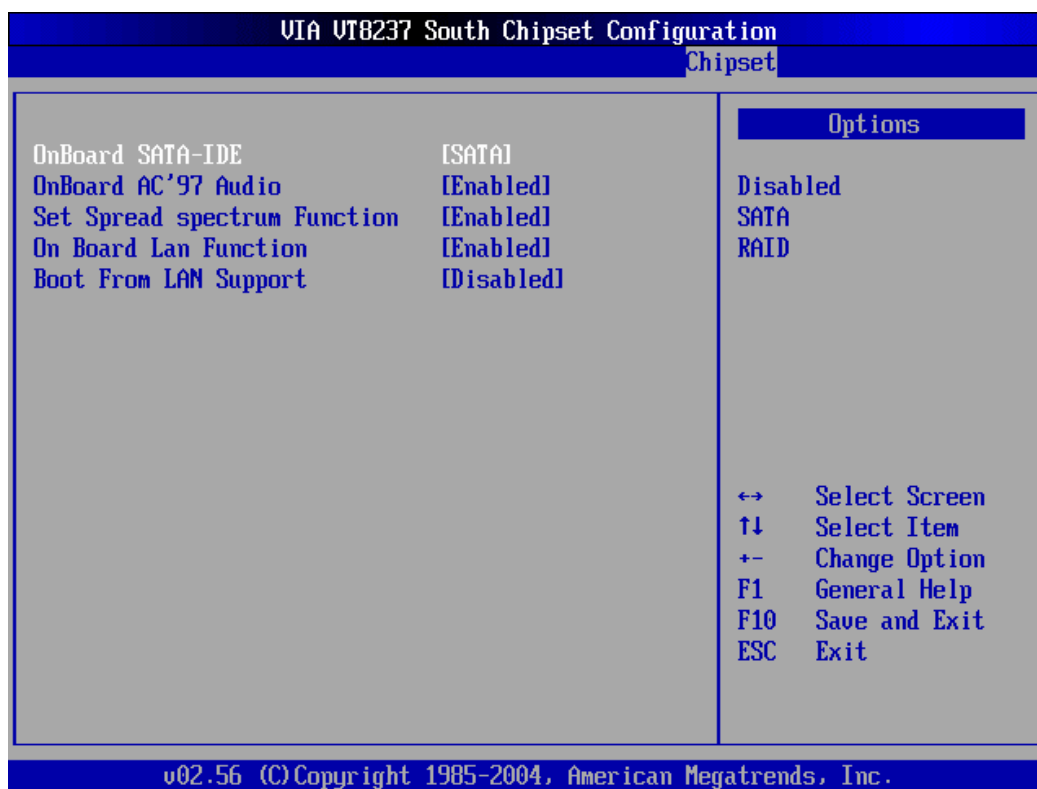 VIA VT8237 South Chipset Configuration
Chipset
OnBoard SATA-IDE [SATA]
OnBoard AC'97 Audio [Enabled]
Set Spread spectrum Function [Enabled]
On Board Lan Function [Enabled]
Boot From LAN Support [Disabled]
Options
Disabled
SATA
RAID
←→ Select Screen
↑↓ Select Item
+- Change Option
F1 General Help
F10 Save and Exit
ESC Exit
v02.56 (C)Copyright 1985-2004, American Megatrends, Inc.